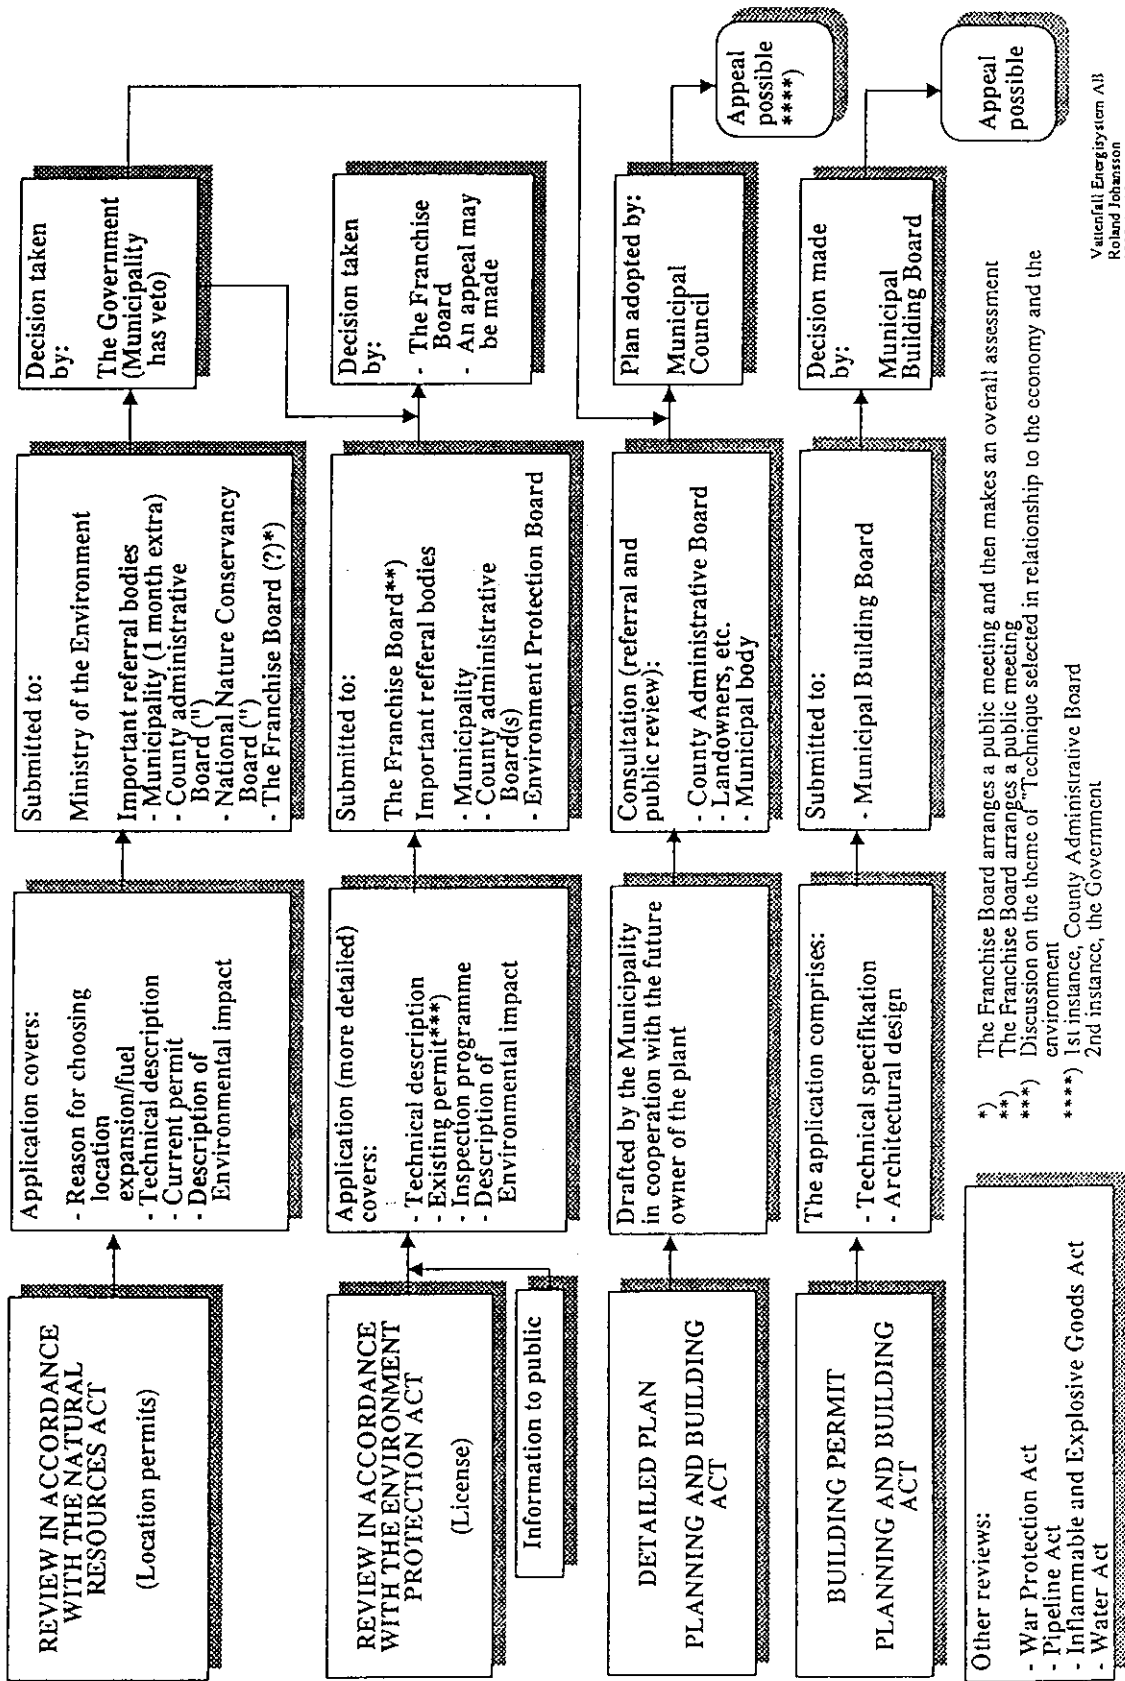 REVIEW IN ACCORDANCE
WITH THE NATURAL
RESOURCES ACT
(Location permits)
Application covers:
- Reason for choosing
location
expansion/fuel
- Technical description
- Current permit
- Description of
Environmental impact
Submitted to:
Ministry of the Environment
Important referral bodies
- Municipality (1 month extra)
- County administrative
Board (")
- National Nature Conservancy
Board (")
- The Franchise Board (?)*)
Decision taken
by:
The Government
(Municipality
has veto)
REVIEW IN ACCORDANCE
WITH THE ENVIRONMENT
PROTECTION ACT
(License)
Information to public
Application (more detailed)
covers:
- Technical description
- Existing permit***)
- Inspection programme
- Description of
Environmental impact
Submitted to:
The Franchise Board**)
Important refferal bodies
- Municipality
- County administrative
Board(s)
- Environment Protection Board
Decision taken
by:
- The Franchise
Board
- An appeal may
be made
DETAILED PLAN
PLANNING AND BUILDING
ACT
Drafted by the Municipality
in cooperation with the future
owner of the plant
Consultation (referral and
public review):
- County Administrative Board
- Landowners, etc.
- Municipal body
Plan adopted by:
Municipal
Council
Appeal
possible
****)
BUILDING PERMIT
PLANNING AND BUILDING
ACT
The application comprises:
- Technical specifikation
- Architectural design
Submitted to:
- Municipal Building Board
Decision made
by:
Municipal
Building Board
Appeal
possible
Other reviews:
- War Protection Act
- Pipeline Act
- Inflammable and Explosive Goods Act
- Water Act
*) The Franchise Board arranges a public meeting and then makes an overall assessment
**) The Franchise Board arranges a public meeting
***) Discussion on the theme of "Technique selected in relationship to the economy and the
environment
****) 1st instance, County Administrative Board
2nd instance, the Government
Vattenfall Energisystem AB
Roland Johansson